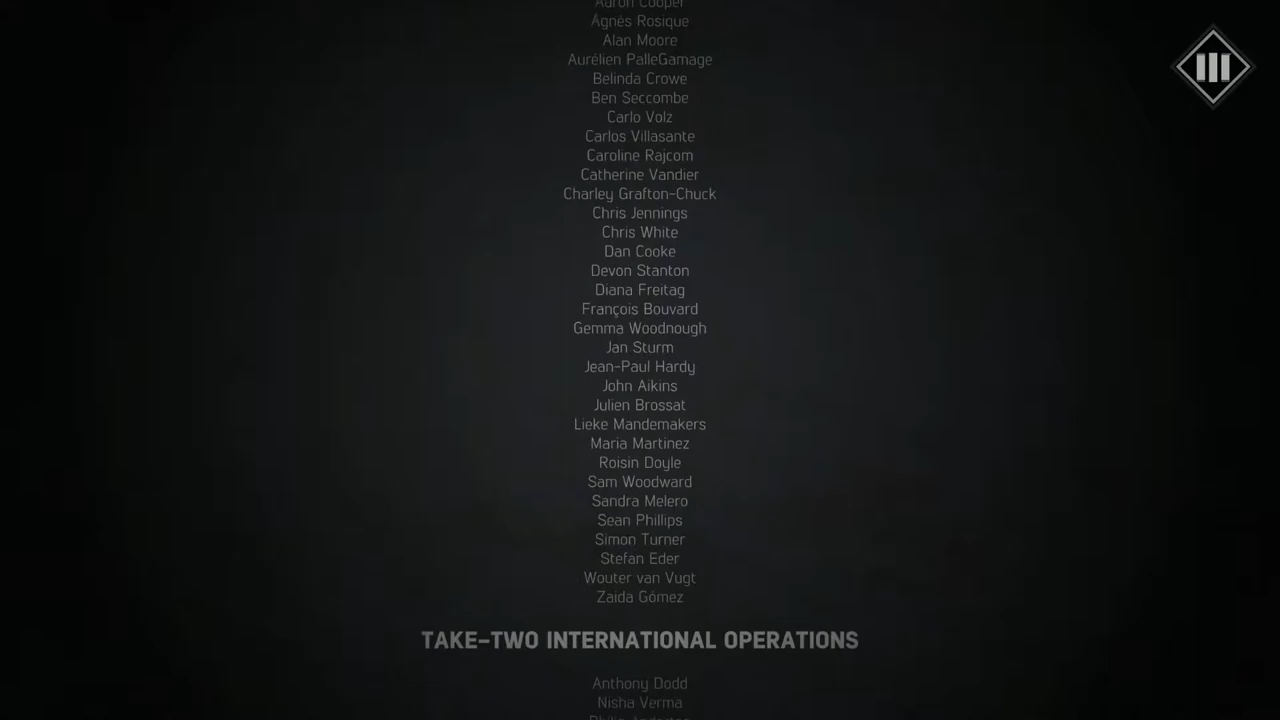 Aaron Cooper
Agnès Rosique
Alan Moore
Aurélien PalleGamage
Belinda Crowe
Ben Seccombe
Carlo Volz
Carlos Villasante
Caroline Rajcom
Catherine Vandier
Charley Grafton-Chuck
Chris Jennings
Chris White
Dan Cooke
Devon Stanton
Diana Freitag
François Bouvard
Gemma Woodnough
Jan Sturm
Jean-Paul Hardy
John Aikins
Julien Brossat
Lieke Mandemakers
Maria Martinez
Roisin Doyle
Sam Woodward
Sandra Melero
Sean Phillips
Simon Turner
Stefan Eder
Wouter van Vugt
Zaida Gómez
TAKE-TWO INTERNATIONAL OPERATIONS
Anthony Dodd
Nisha Verma